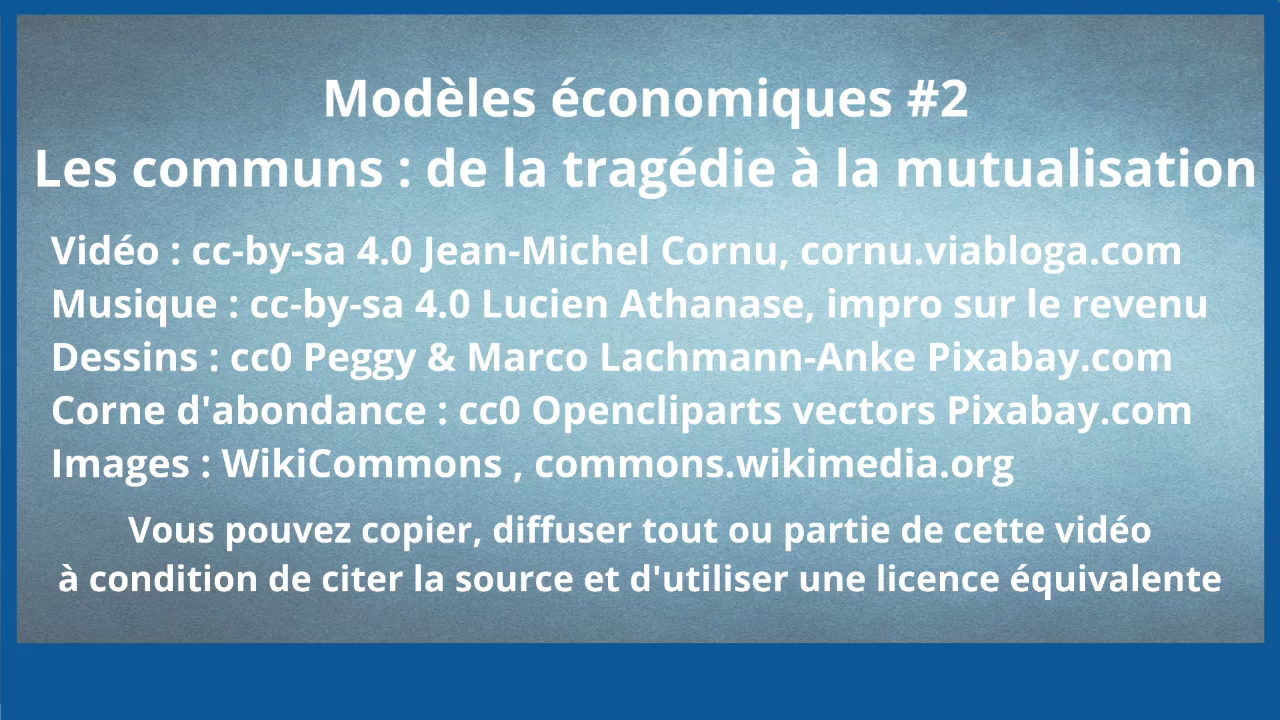 Modèles économiques #2
Les communs : de la tragédie à la mutualisation
Vidéo : cc-by-sa 4.0 Jean-Michel Cornu, cornu.viabloga.com
Musique : cc-by-sa 4.0 Lucien Athanase, impro sur le revenu
Dessins : cc0 Peggy & Marco Lachmann-Anke Pixabay.com
Corne d'abondance : cc0 Opencliparts vectors Pixabay.com
Images : WikiCommons , commons.wikimedia.org
Vous pouvez copier, diffuser tout ou partie de cette vidéo
à condition de citer la source et d'utiliser une licence équivalente